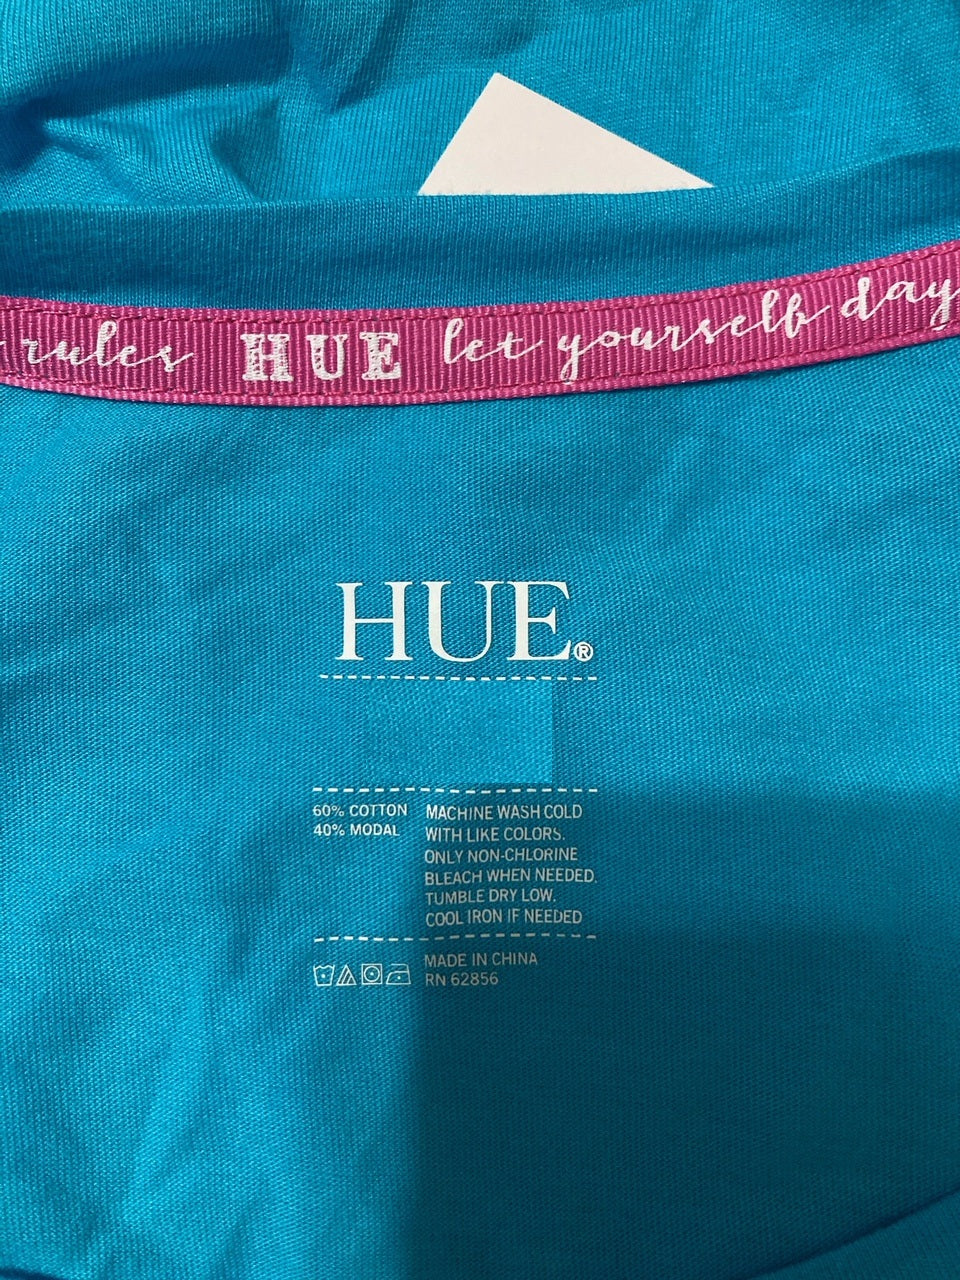 rules HUE let yourself day
HUE®
60% COTTON
40% MODAL
MACHINE WASH COLD
WITH LIKE COLORS.
ONLY NON-CHLORINE
BLEACH WHEN NEEDED.
TUMBLE DRY LOW.
COOL IRON IF NEEDED
MADE IN CHINA
RN 62856